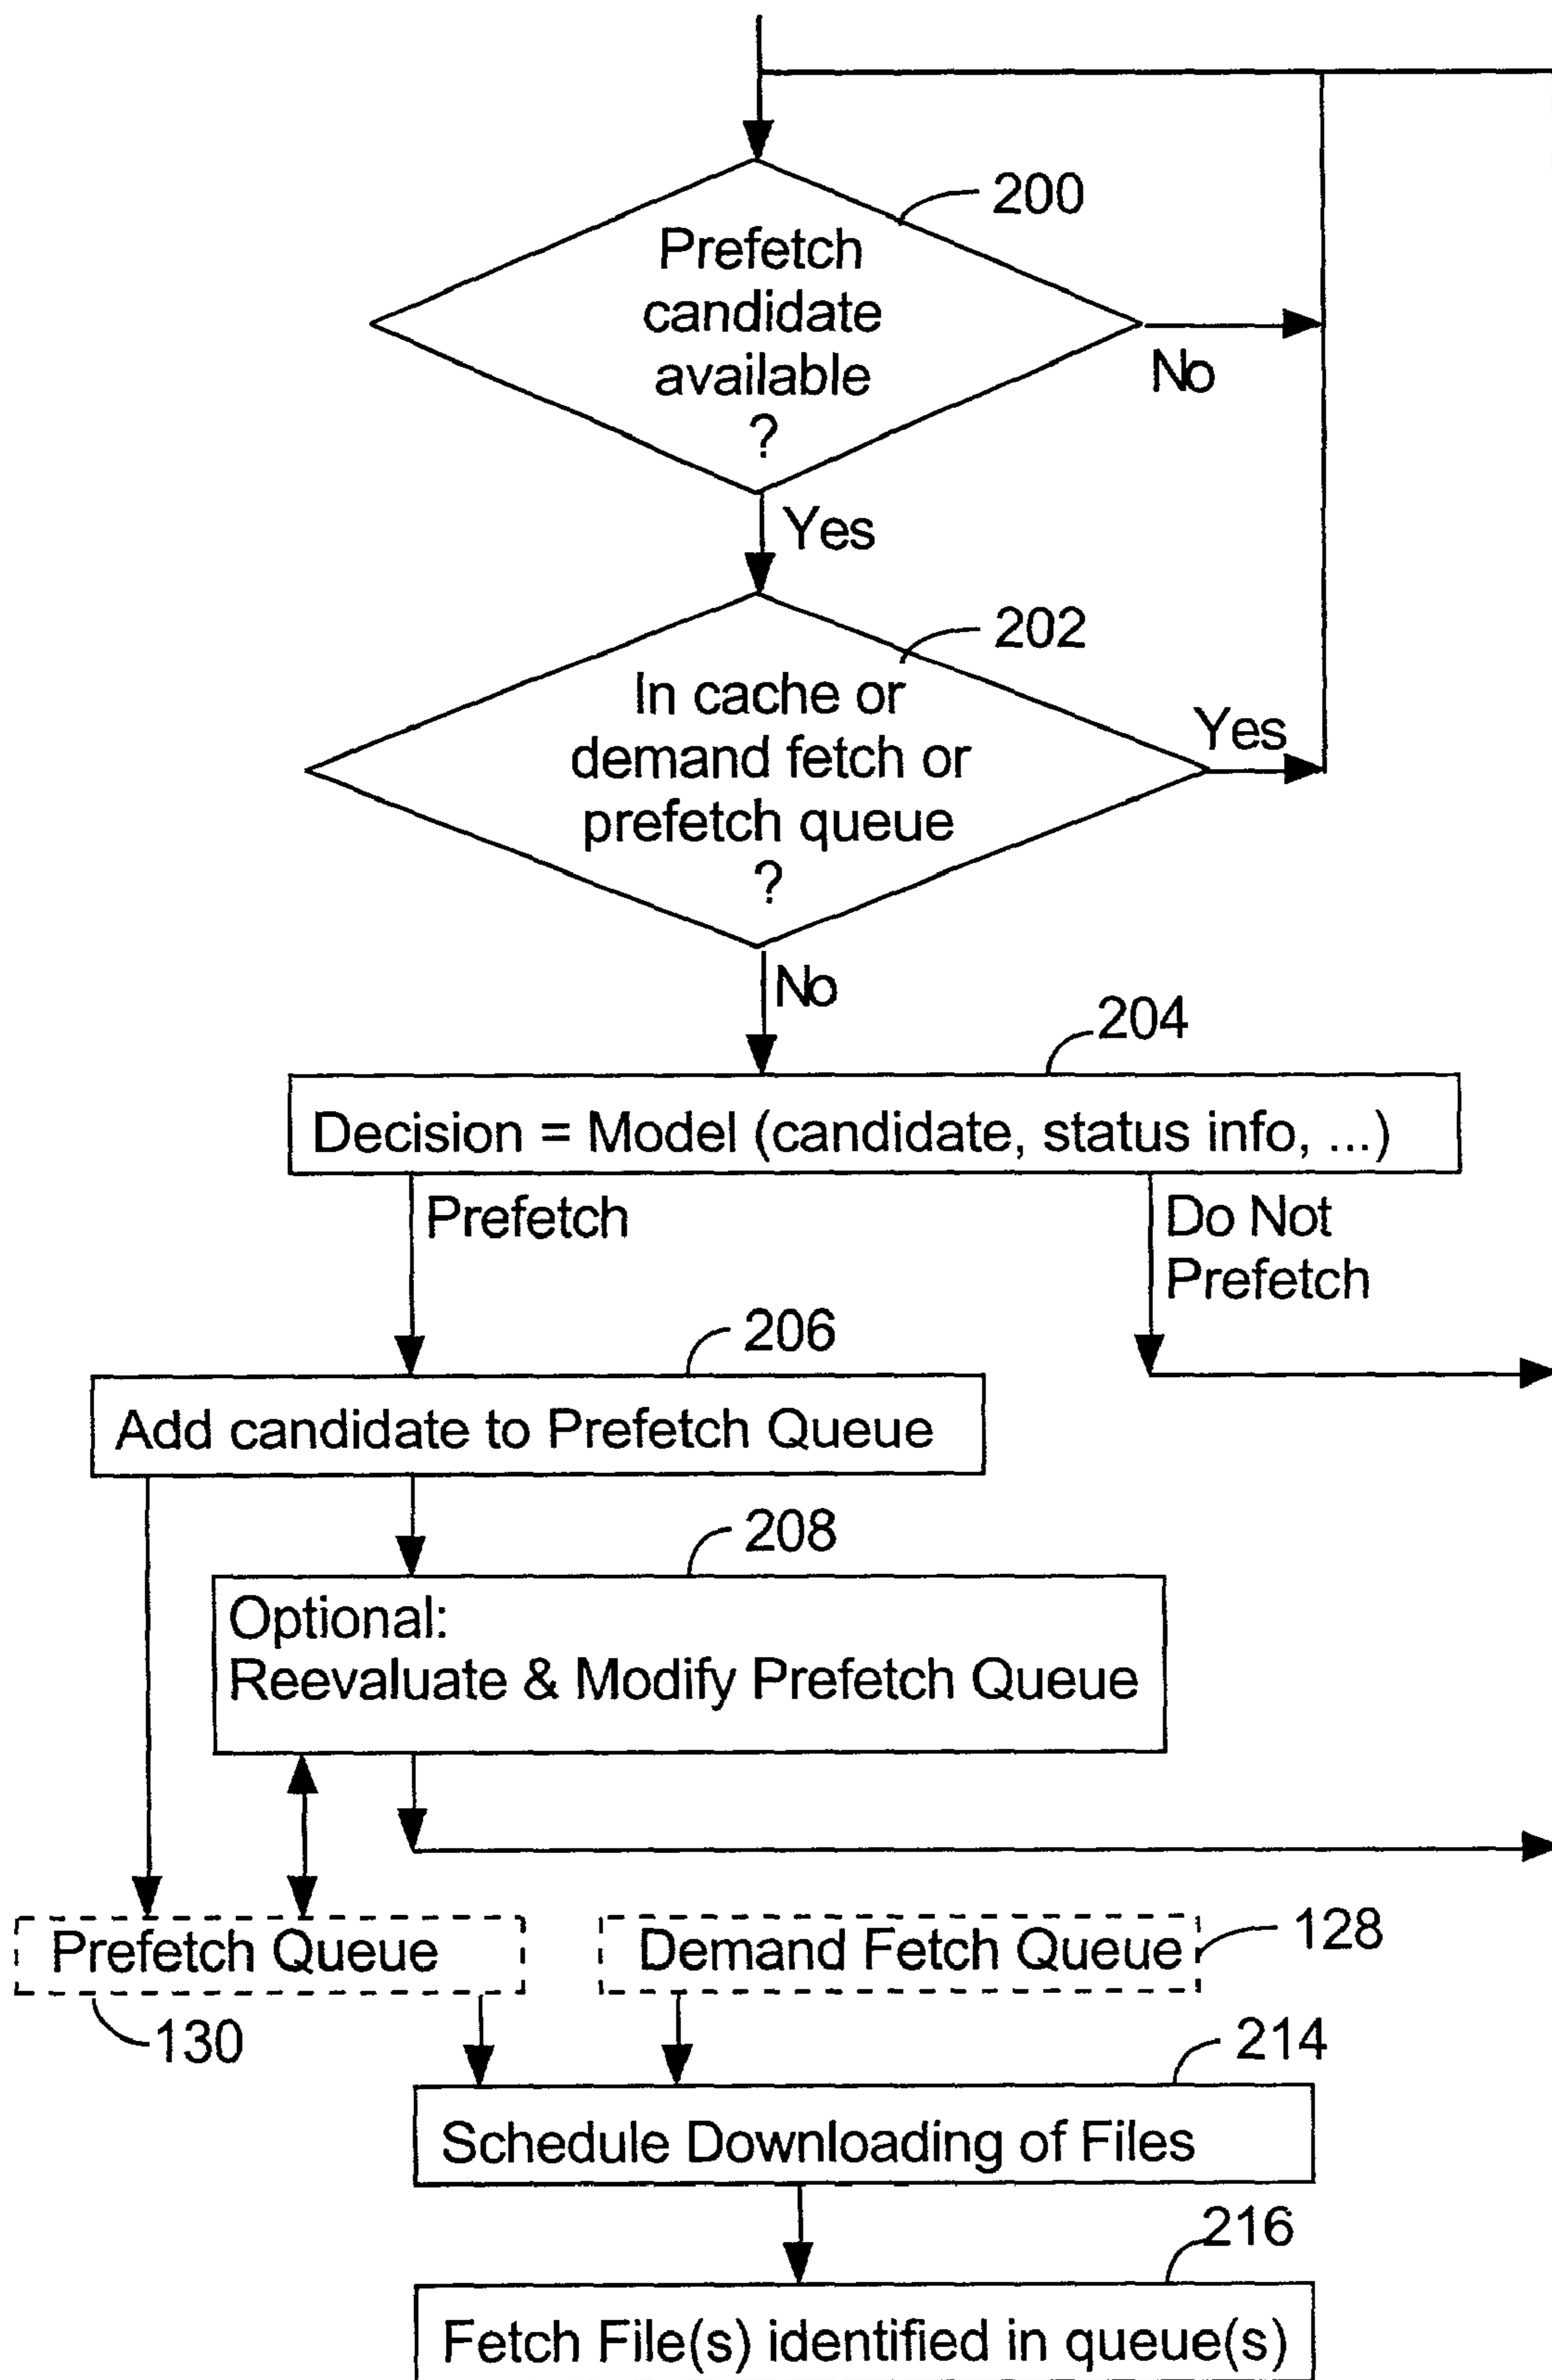 200
Prefetch
candidate
available
?
No
Yes
202
In cache or
demand fetch or
prefetch queue
?
Yes
No
204
Decision = Model (candidate, status info, ...)
Prefetch
Do Not
Prefetch
206
Add candidate to Prefetch Queue
208
Optional:
Reevaluate & Modify Prefetch Queue
Prefetch Queue
Demand Fetch Queue
128
130
214
Schedule Downloading of Files
216
Fetch File(s) identified in queue(s)